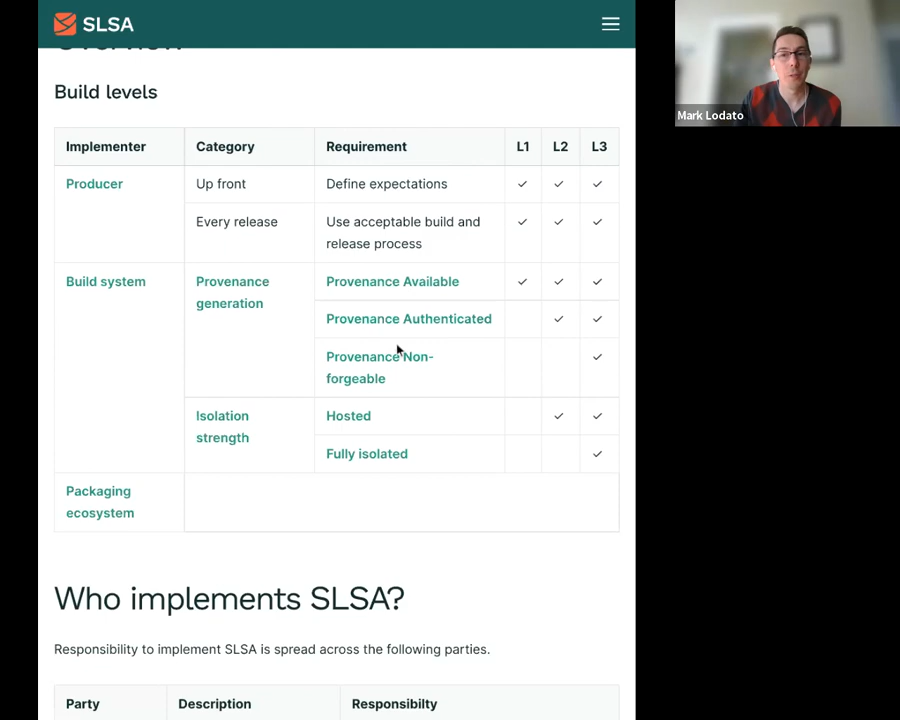 SLSA
Overview
Build levels
Implementer Category Requirement L1 L2 L3
Producer Up front Define expectations ✓ ✓ ✓
Every release Use acceptable build and ✓ ✓ ✓
release process
Build system Provenance Provenance Available ✓ ✓ ✓
generation
Provenance Authenticated ✓ ✓
Provenance Non- ✓
forgeable
Isolation Hosted ✓ ✓
strength
Fully isolated ✓
Packaging
ecosystem
Who implements SLSA?
Responsibility to implement SLSA is spread across the following parties.
Party Description Responsibilty
Mark Lodato